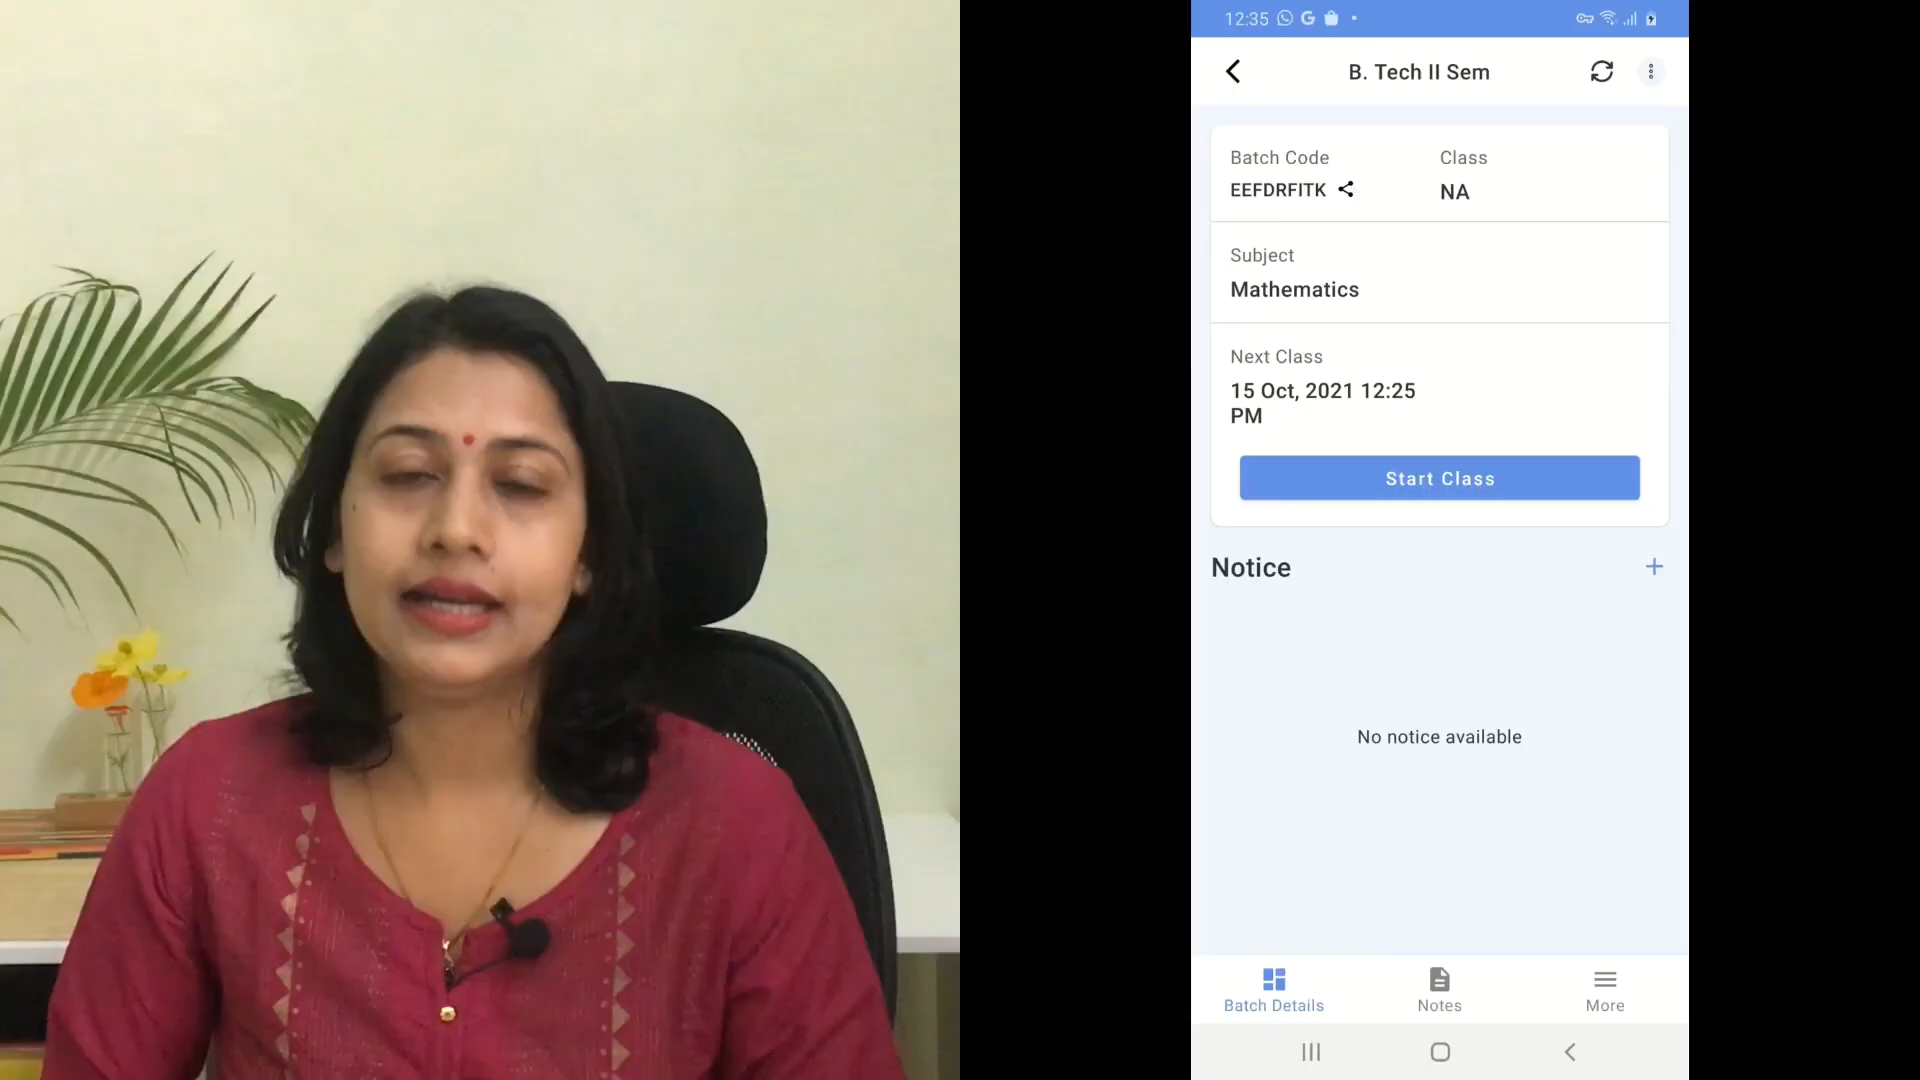 12:35
B. Tech II Sem
Batch Code
Class
EEFDRFITK
NA
Subject
Mathematics
Next Class
15 Oct, 2021 12:25
PM
Start Class
Notice
+
No notice available
Batch Details
Notes
More